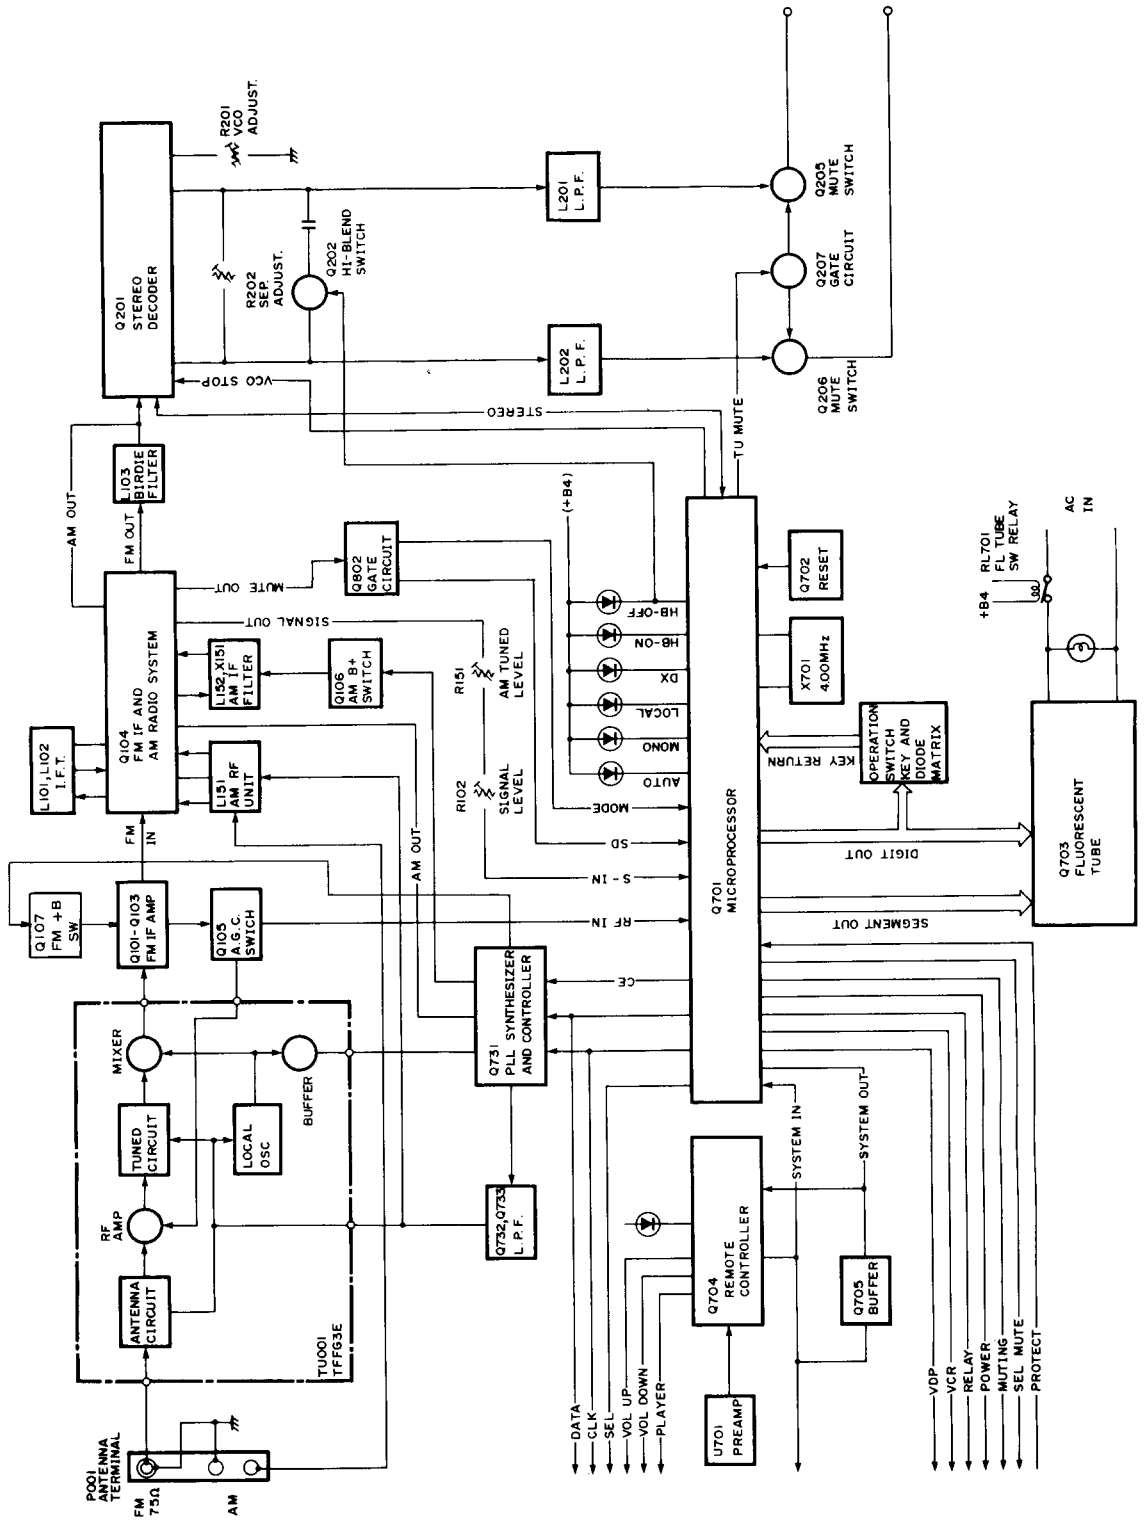 P001
ANTENNA
TERMINAL
FM
75Ω
AM
TU001
TFFG3E
ANTENNA
CIRCUIT
RF
AMP
TUNED
CIRCUIT
MIXER
LOCAL
OSC
BUFFER
Q107
FM +B
SW
Q101-Q103
FM IF AMP
Q105
A.G.C.
SWITCH
FM
IN
L101,L102
I.F.T.
Q104
FM IF AND
AM RADIO SYSTEM
L151
AM RF
UNIT
L152,X151
AM IF
FILTER
Q106
AM B+
SWITCH
AM OUT
FM OUT
L103
BIRDIE
FILTER
Q201
STEREO
DECODER
R201
VCO
ADJUST.
R202
SEP.
ADJUST.
Q202
HI-BLEND
SWITCH
VCO STOP
STEREO
MUTE OUT
SIGNAL OUT
Q802
GATE
CIRCUIT
R151
AM TUNED
LEVEL
R102
SIGNAL
LEVEL
AM OUT
L201
L.P.F.
L202
L.P.F.
Q205
MUTE
SWITCH
Q207
GATE
CIRCUIT
Q206
MUTE
SWITCH
TU MUTE
(+B4)
HB-OFF
HB-ON
DX
LOCAL
MONO
AUTO
MODE
SD
S-IN
RF IN
CE
Q731
PLL SYNTHESIZER
AND CONTROLLER
Q732,Q733
L.P.F.
Q701
MICROPROCESSOR
Q702
RESET
X701
4.00MHz
KEY RETURN
OPERATION
SWITCH
KEY AND
DIODE
MATRIX
DIGIT OUT
SEGMENT OUT
Q703
FLUORESCENT
TUBE
RL701
FL TUBE
SW RELAY
+B4
AC
IN
SYSTEM IN
SYSTEM OUT
Q704
REMOTE
CONTROLLER
Q705
BUFFER
U701
PREAMP
DATA
CLK
SEL
VOL UP
VOL DOWN
PLAYER
VDP
VCR
RELAY
POWER
MUTING
SEL MUTE
PROTECT